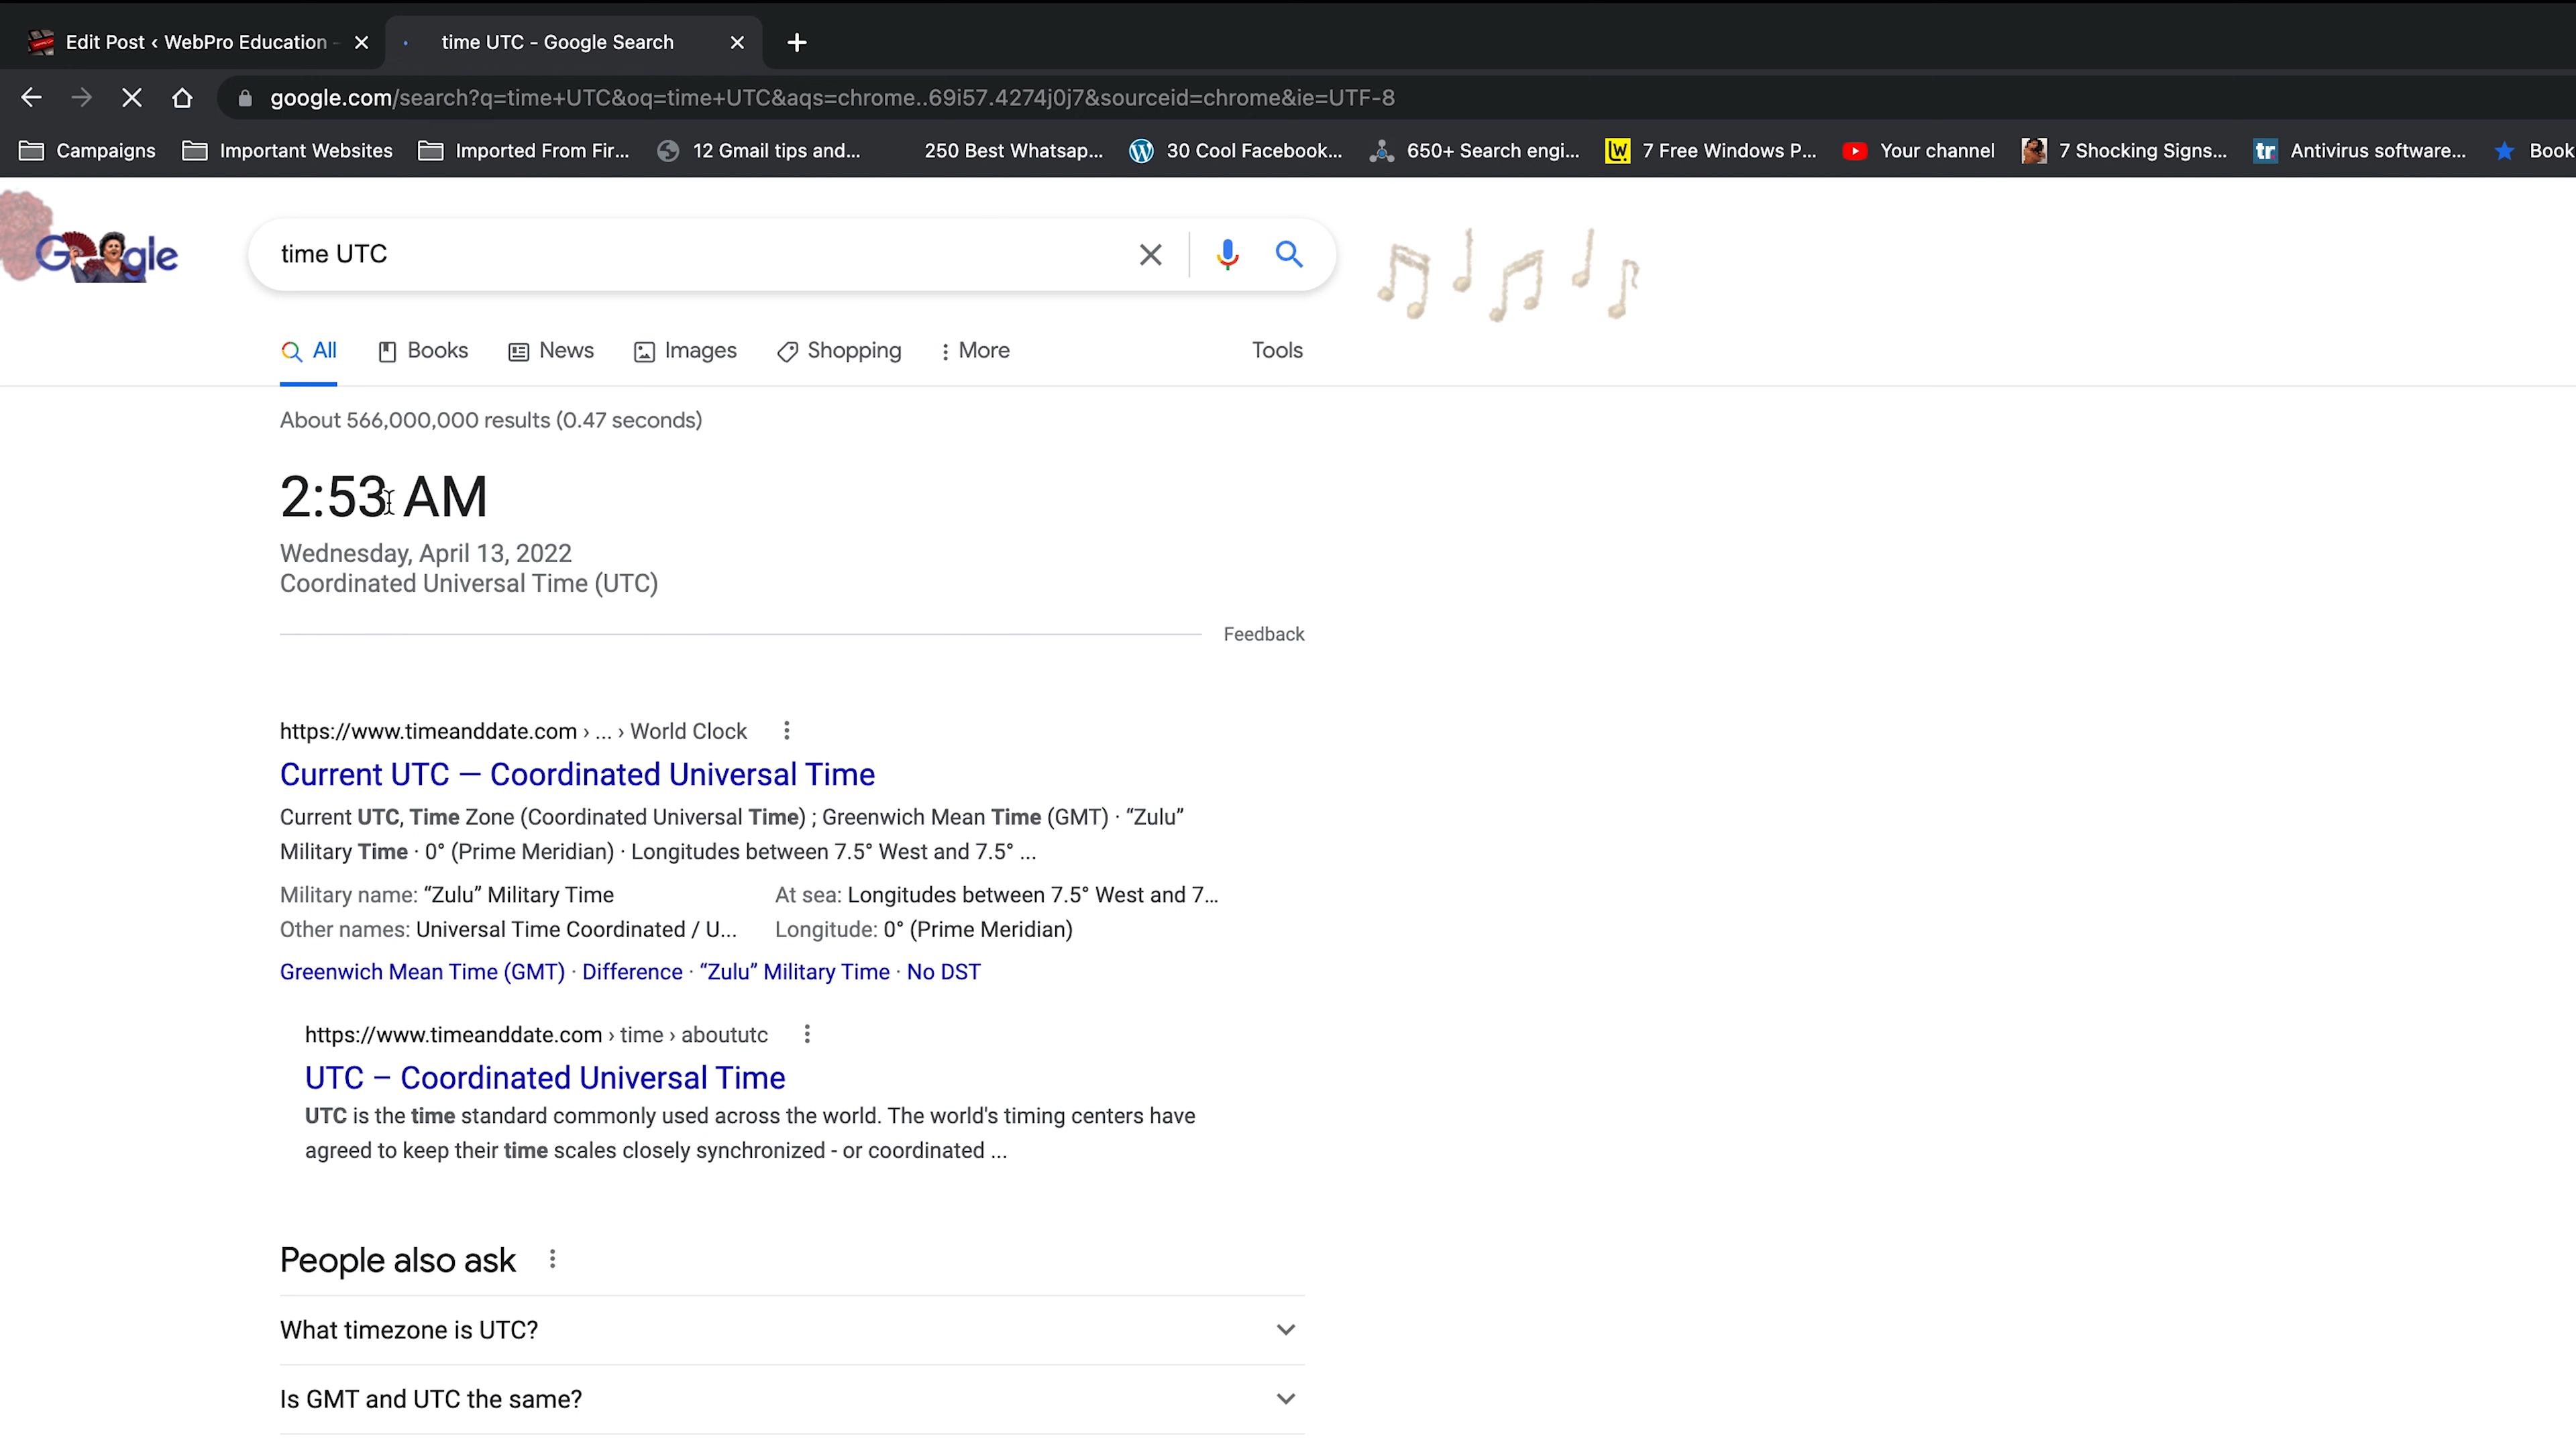 Edit Post ‹ WebPro Education -
time UTC - Google Search
google.com/search?q=time+UTC&oq=time+UTC&aqs=chrome..69i57.4274j0j7&sourceid=chrome&ie=UTF-8
Campaigns Important Websites Imported From Fir... 12 Gmail tips and... 250 Best Whatsap... 30 Cool Facebook... 650+ Search engi... 7 Free Windows P... Your channel 7 Shocking Signs... Antivirus software... Book
Google
time UTC
All Books News Images Shopping More Tools
About 566,000,000 results (0.47 seconds)
2:53 AM
Wednesday, April 13, 2022
Coordinated Universal Time (UTC)
Feedback
https://www.timeanddate.com › ... › World Clock
Current UTC — Coordinated Universal Time
Current UTC, Time Zone (Coordinated Universal Time) ; Greenwich Mean Time (GMT) · “Zulu”
Military Time · 0° (Prime Meridian) · Longitudes between 7.5° West and 7.5° ...
Military name: “Zulu” Military Time At sea: Longitudes between 7.5° West and 7...
Other names: Universal Time Coordinated / U... Longitude: 0° (Prime Meridian)
Greenwich Mean Time (GMT) · Difference · “Zulu” Military Time · No DST
https://www.timeanddate.com › time › aboututc
UTC – Coordinated Universal Time
UTC is the time standard commonly used across the world. The world's timing centers have
agreed to keep their time scales closely synchronized - or coordinated ...
People also ask
What timezone is UTC?
Is GMT and UTC the same?